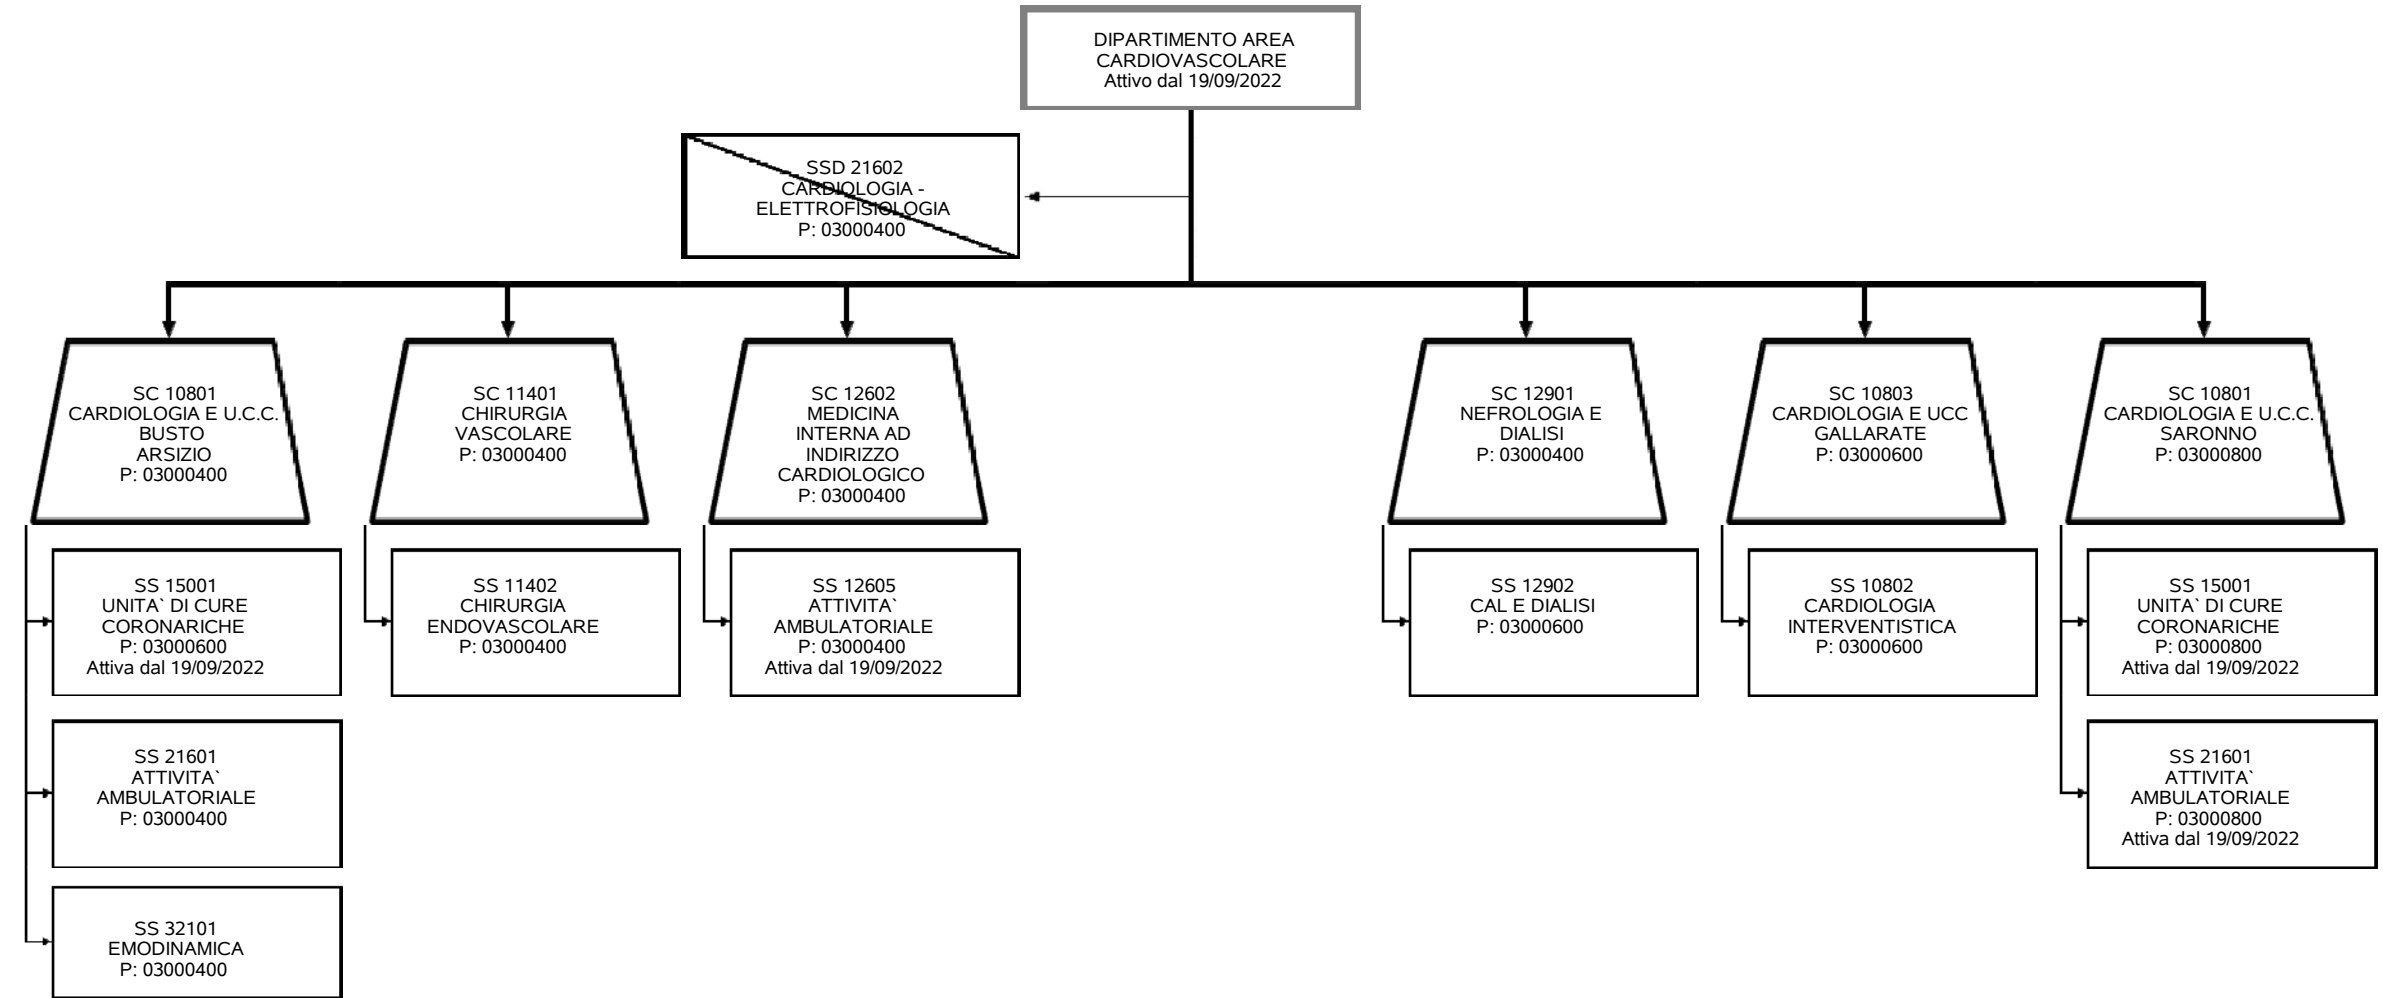 DIPARTIMENTO AREA
CARDIOVASCOLARE
Attivo dal 19/09/2022
SSD 21602
CARDIOLOGIA -
ELETTROFISIOLOGIA
P: 03000400
SC 10801
CARDIOLOGIA E U.C.C.
BUSTO
ARSIZIO
P: 03000400
SC 11401
CHIRURGIA
VASCOLARE
P: 03000400
SC 12602
MEDICINA
INTERNA AD
INDIRIZZO
CARDIOLOGICO
P: 03000400
SC 12901
NEFROLOGIA E
DIALISI
P: 03000400
SC 10803
CARDIOLOGIA E UCC
GALLARATE
P: 03000600
SC 10801
CARDIOLOGIA E U.C.C.
SARONNO
P: 03000800
SS 15001
UNITA` DI CURE
CORONARICHE
P: 03000600
Attiva dal 19/09/2022
SS 11402
CHIRURGIA
ENDOVASCOLARE
P: 03000400
SS 12605
ATTIVITA`
AMBULATORIALE
P: 03000400
Attiva dal 19/09/2022
SS 12902
CAL E DIALISI
P: 03000600
SS 10802
CARDIOLOGIA
INTERVENTISTICA
P: 03000600
SS 15001
UNITA` DI CURE
CORONARICHE
P: 03000800
Attiva dal 19/09/2022
SS 21601
ATTIVITA`
AMBULATORIALE
P: 03000400
SS 21601
ATTIVITA`
AMBULATORIALE
P: 03000800
Attiva dal 19/09/2022
SS 32101
EMODINAMICA
P: 03000400